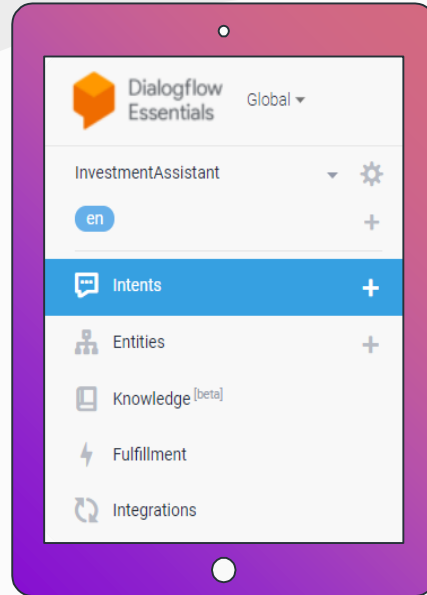 Dialogflow
Essentials
Global
InvestmentAssistant
en
Intents
Entities
Knowledge [beta]
Fulfillment
Integrations